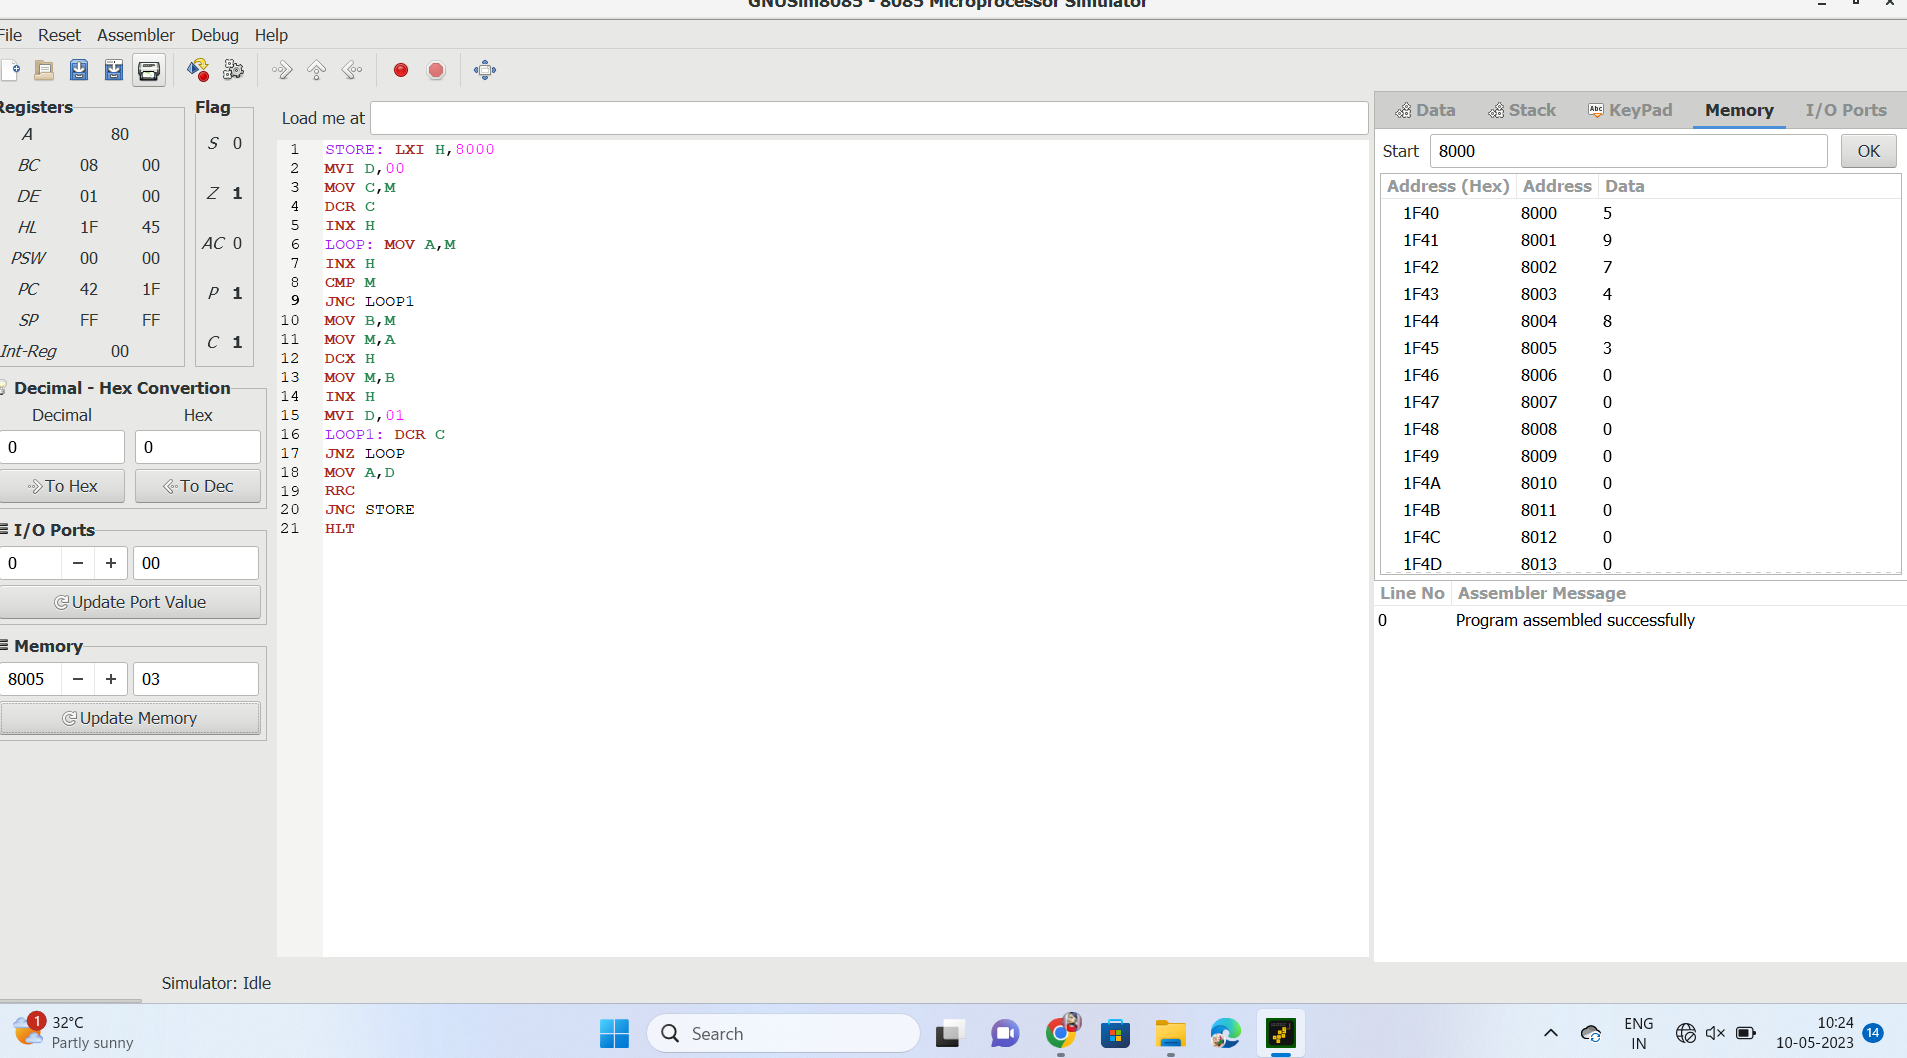 GNUSim8085 - 8085 Microprocessor Simulator
File Reset Assembler Debug Help
Registers
A 80
BC 08 00
DE 01 00
HL 1F 45
PSW 00 00
PC 42 1F
SP FF FF
Int-Reg 00
Flag
S 0
Z 1
AC 0
P 1
C 1
Decimal - Hex Convertion
Decimal Hex
0 0
To Hex To Dec
I/O Ports
0 − + 00
Update Port Value
Memory
8005 − + 03
Update Memory
Load me at
1 STORE: LXI H,8000
2 MVI D,00
3 MOV C,M
4 DCR C
5 INX H
6 LOOP: MOV A,M
7 INX H
8 CMP M
9 JNC LOOP1
10 MOV B,M
11 MOV M,A
12 DCX H
13 MOV M,B
14 INX H
15 MVI D,01
16 LOOP1: DCR C
17 JNZ LOOP
18 MOV A,D
19 RRC
20 JNC STORE
21 HLT
Data Stack Abc KeyPad Memory I/O Ports
Start 8000 OK
Address (Hex) Address Data
1F40 8000 5
1F41 8001 9
1F42 8002 7
1F43 8003 4
1F44 8004 8
1F45 8005 3
1F46 8006 0
1F47 8007 0
1F48 8008 0
1F49 8009 0
1F4A 8010 0
1F4B 8011 0
1F4C 8012 0
1F4D 8013 0
Line No Assembler Message
0 Program assembled successfully
Simulator: Idle
1
32°C
Partly sunny
Search
ENG
IN
10:24
10-05-2023
14